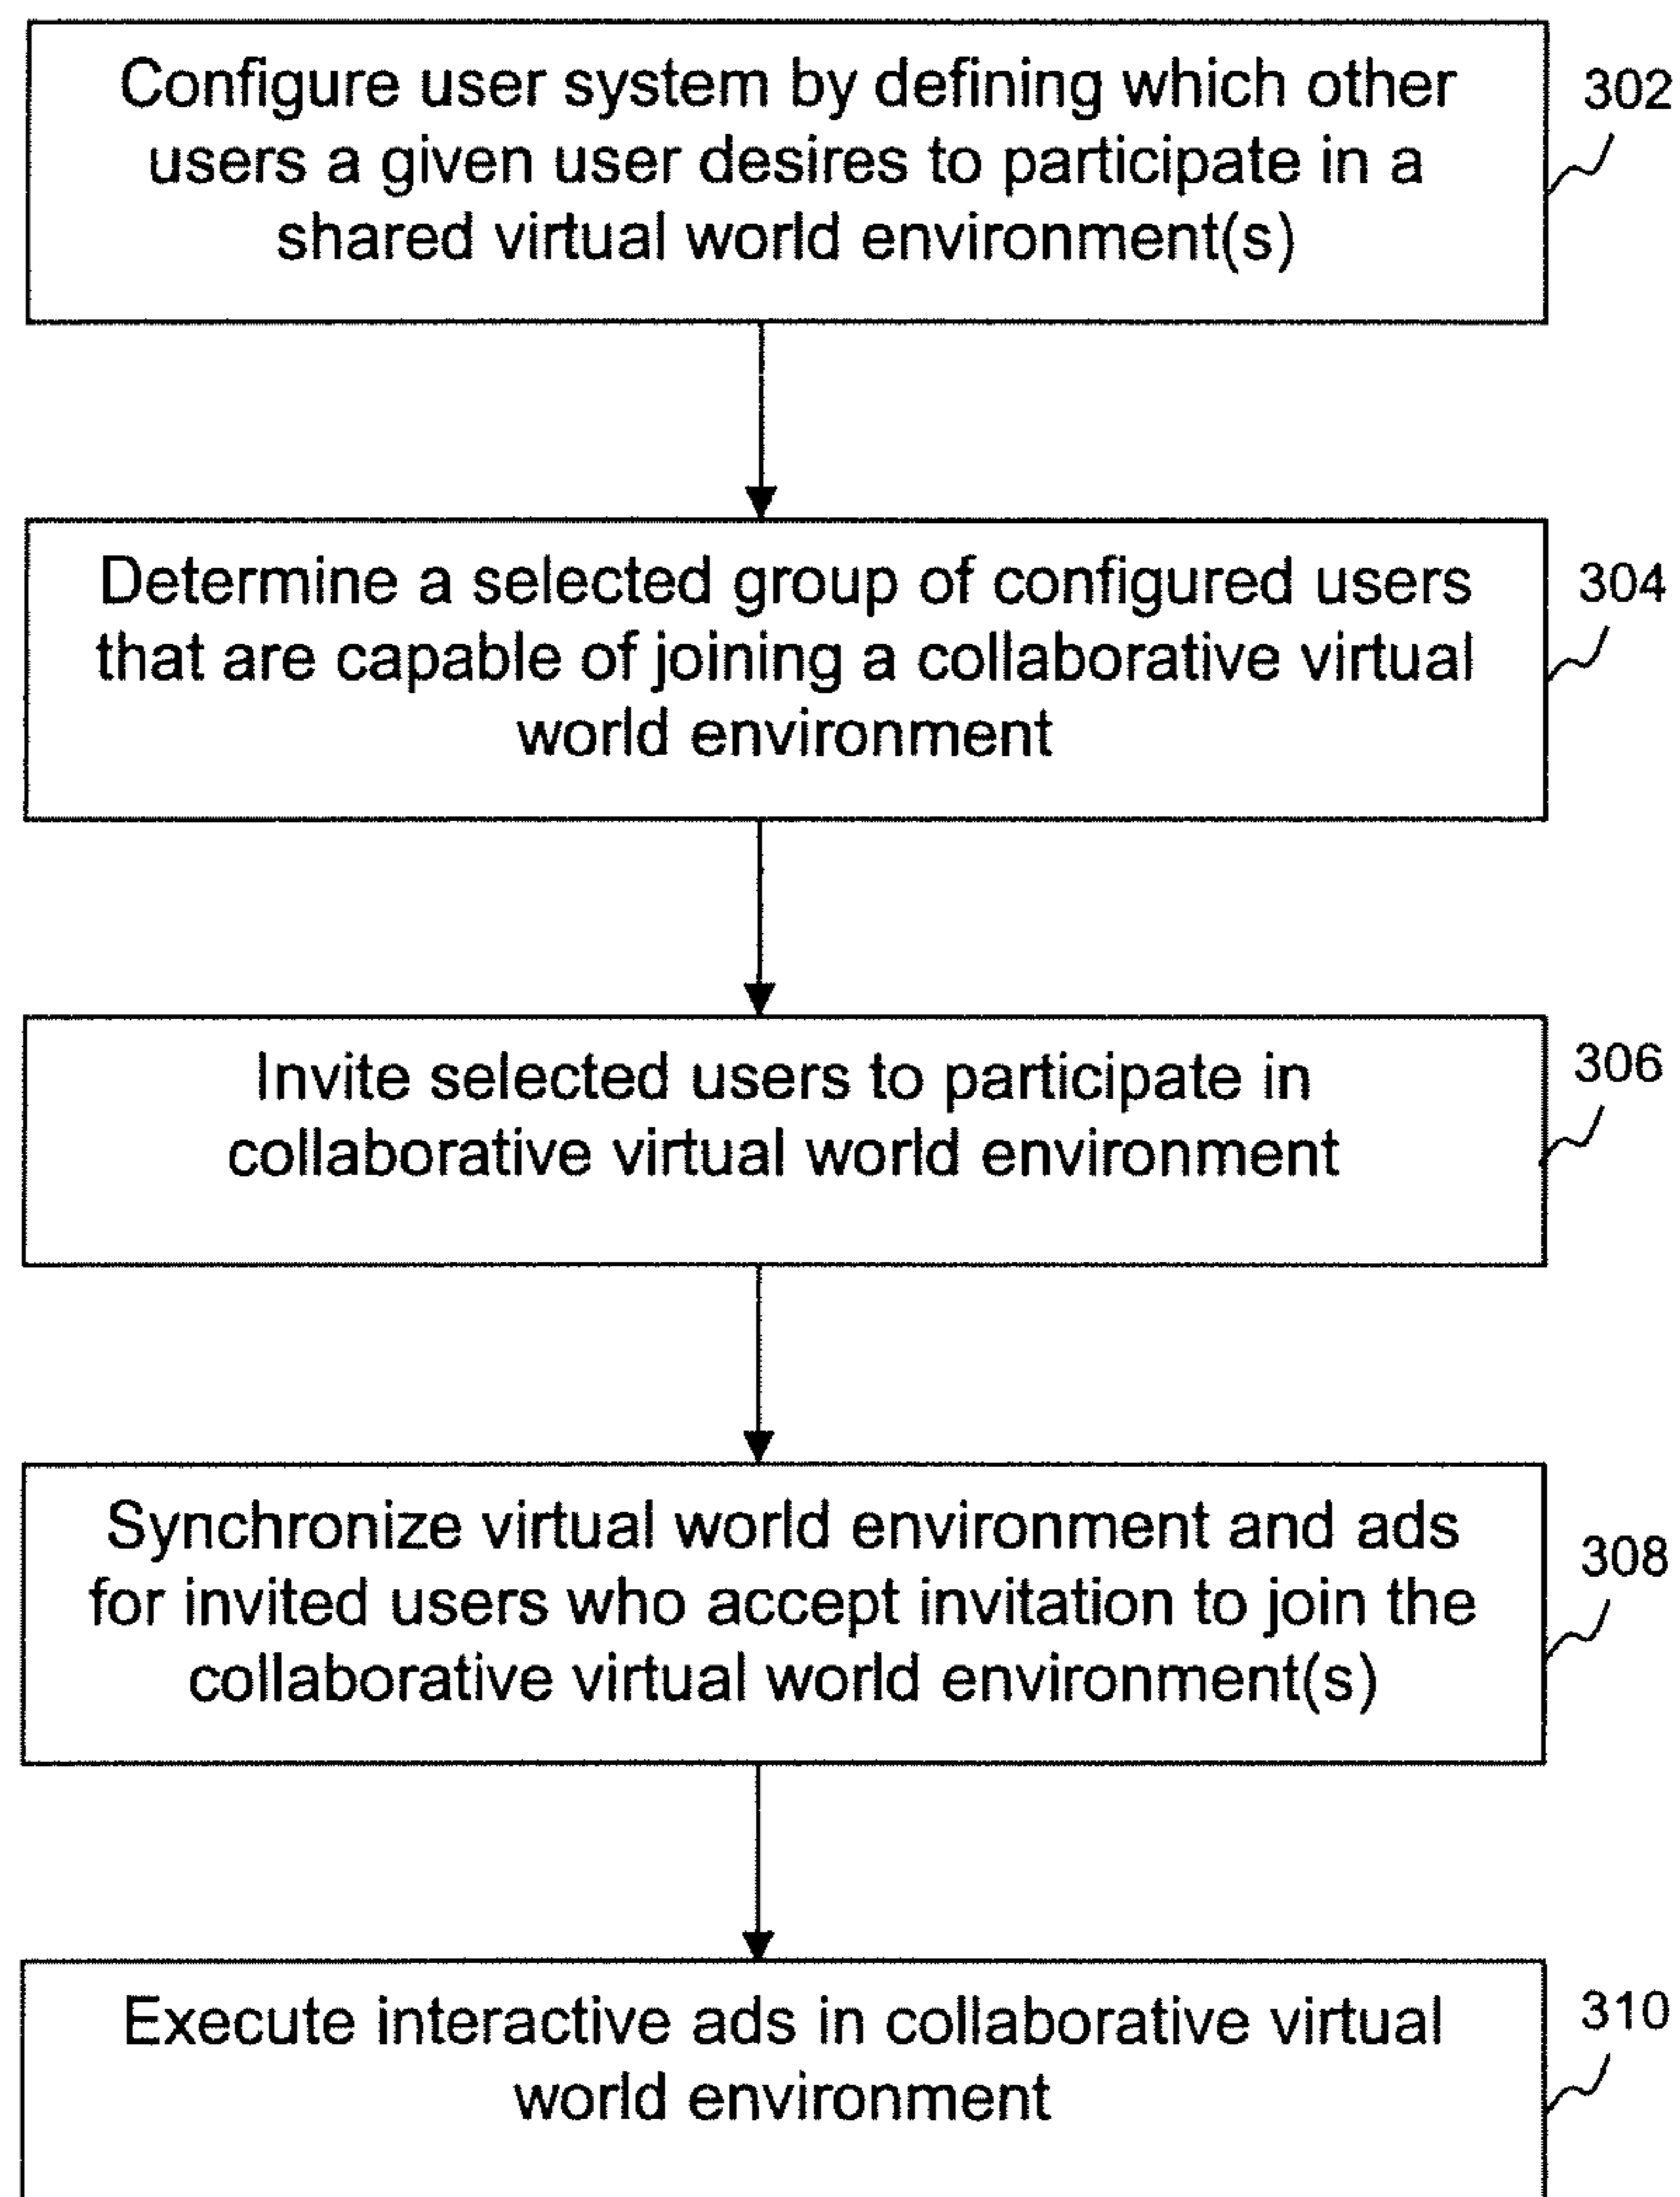 Configure user system by defining which other
users a given user desires to participate in a
shared virtual world environment(s)
302
Determine a selected group of configured users
that are capable of joining a collaborative virtual
world environment
304
Invite selected users to participate in
collaborative virtual world environment
306
Synchronize virtual world environment and ads
for invited users who accept invitation to join the
collaborative virtual world environment(s)
308
Execute interactive ads in collaborative virtual
world environment
310